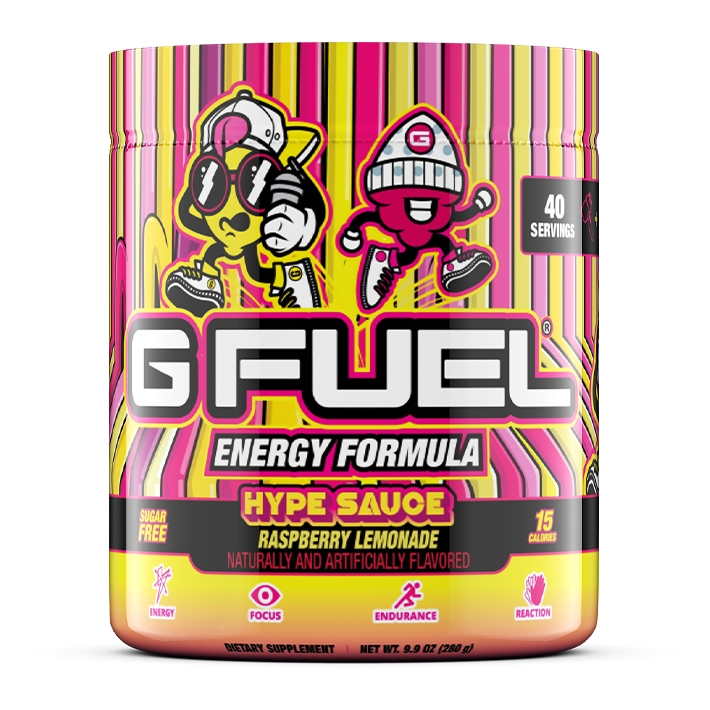 G
40
SERVINGS
G FUEL®
ENERGY FORMULA
HYPE SAUCE
SUGAR
FREE
RASPBERRY LEMONADE
15
CALORIES
NATURALLY AND ARTIFICIALLY FLAVORED
ENERGY
FOCUS
ENDURANCE
REACTION
DIETARY SUPPLEMENT | NET WT. 9.9 OZ (280 g)